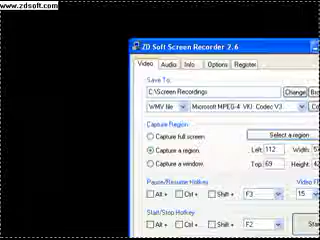 www.zdsoft.com
ZD Soft Screen Recorder 2.6
Video Audio Info Options Register
Save To:
C:\Screen Recordings Change
WMV file Microsoft MPEG-4 VKI Codec V3
Capture Region
Capture full screen Select a region
Capture a region Left: 112 Width:
Capture a window Top: 69 Height:
Pause/Resume Hotkey Video
Alt + Ctrl + Shift + F3 15
Start/Stop Hotkey
Alt + Ctrl + Shift + F2